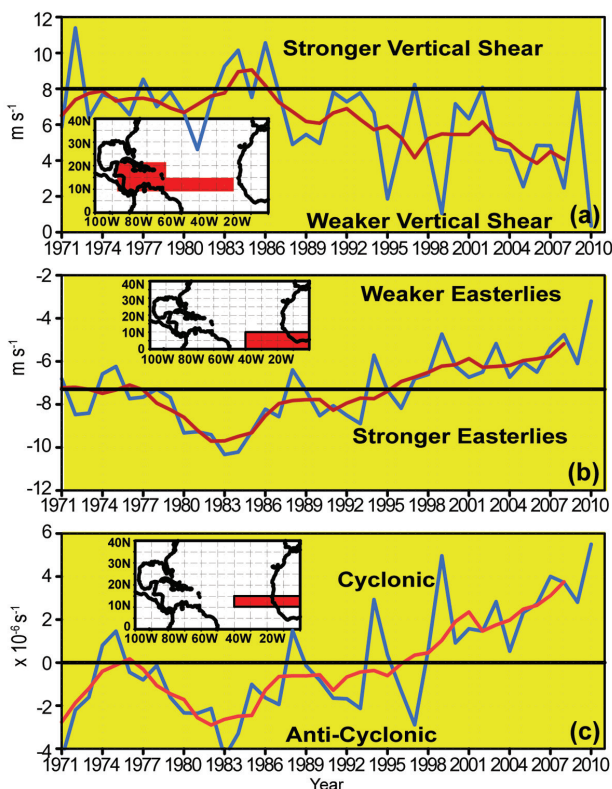 12
Stronger Vertical Shear
10
8
m s-1
6
40N
30N
20N
10N
0
100W 80W 60W 40W 20W
4
2
Weaker Vertical Shear
(a)
0
1971 1974 1977 1980 1983 1986 1989 1992 1995 1998 2001 2004 2007 2010
-2
40N
30N
20N
10N
0
100W 80W 60W 40W 20W
Weaker Easterlies
-4
m s-1
-6
-8
Stronger Easterlies
-10
(b)
-12
1971 1974 1977 1980 1983 1986 1989 1992 1995 1998 2001 2004 2007 2010
+6
40N
30N
20N
10N
0
100W 80W 60W 40W 20W
Cyclonic
+4
x 10-6 s-1
2
0
-2
Anti-Cyclonic
(c)
-4
1971 1974 1977 1980 1983 1986 1989 1992 1995 1998 2001 2004 2007 2010
Year